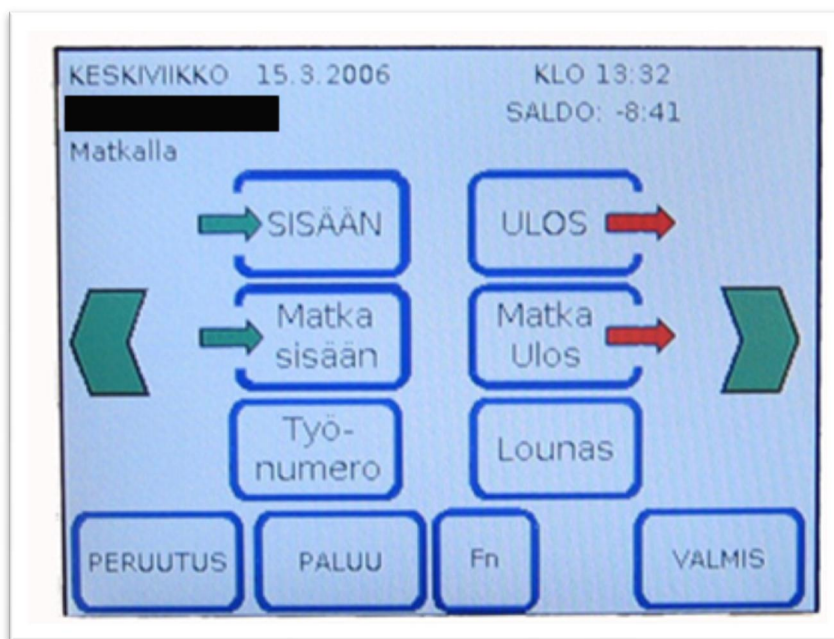 KESKIVIIKKO 15.3.2006 KLO 13:32
SALDO: -8:41
Matkalla
SISÄÄN ULOS
Matka Matka
sisään Ulos
Työ- Lounas
numero
PERUUTUS PALUU Fn VALMIS